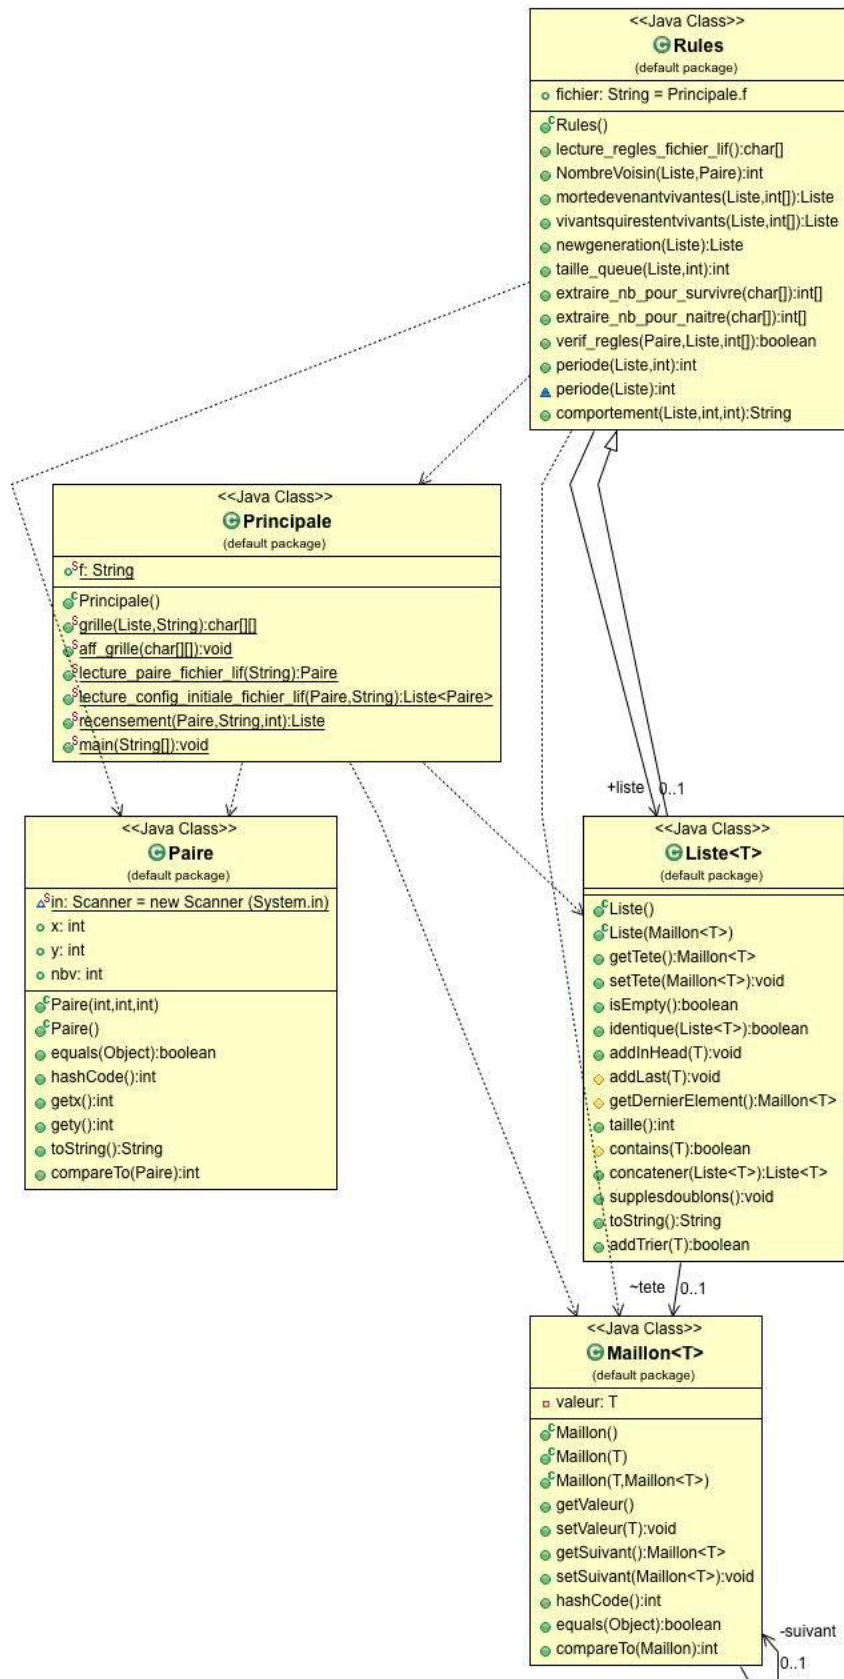 <<Java Class>>
Rules
(default package)
fichier: String = Principale.f
Rules()
lecture_regles_fichier_lif():char[]
NombreVoisin(Liste,Paire):int
mortedevenantvivantes(Liste,int[]):Liste
vivantsquirestentvivants(Liste,int[]):Liste
newgeneration(Liste):Liste
taille_queue(Liste,int):int
extraire_nb_pour_survivre(char[]):int[]
extraire_nb_pour_naitre(char[]):int[]
verif_regles(Paire,Liste,int[]):boolean
periode(Liste,int):int
periode(Liste):int
comportement(Liste,int,int):String
<<Java Class>>
Principale
(default package)
f: String
Principale()
grille(Liste,String):char[][]
aff_grille(char[][]):void
lecture_paire_fichier_lif(String):Paire
lecture_config_initiale_fichier_lif(Paire,String):Liste<Paire>
recensement(Paire,String,int):Liste
main(String[]):void
+liste 0..1
<<Java Class>>
Paire
(default package)
in: Scanner = new Scanner (System.in)
x: int
y: int
nbv: int
Paire(int,int,int)
Paire()
equals(Object):boolean
hashCode():int
getx():int
gety():int
toString():String
compareTo(Paire):int
<<Java Class>>
Liste<T>
(default package)
Liste()
Liste(Maillon<T>)
getTete():Maillon<T>
setTete(Maillon<T>):void
isEmpty():boolean
identique(Liste<T>):boolean
addInHead(T):void
addLast(T):void
getDernierElement():Maillon<T>
taille():int
contains(T):boolean
concatener(Liste<T>):Liste<T>
supplesdoublons():void
toString():String
addTrier(T):boolean
~tete 0..1
<<Java Class>>
Maillon<T>
(default package)
valeur: T
Maillon()
Maillon(T)
Maillon(T,Maillon<T>)
getValeur()
setValeur(T):void
getSuivant():Maillon<T>
setSuivant(Maillon<T>):void
hashCode():int
equals(Object):boolean
compareTo(Maillon):int
-suivant
0..1